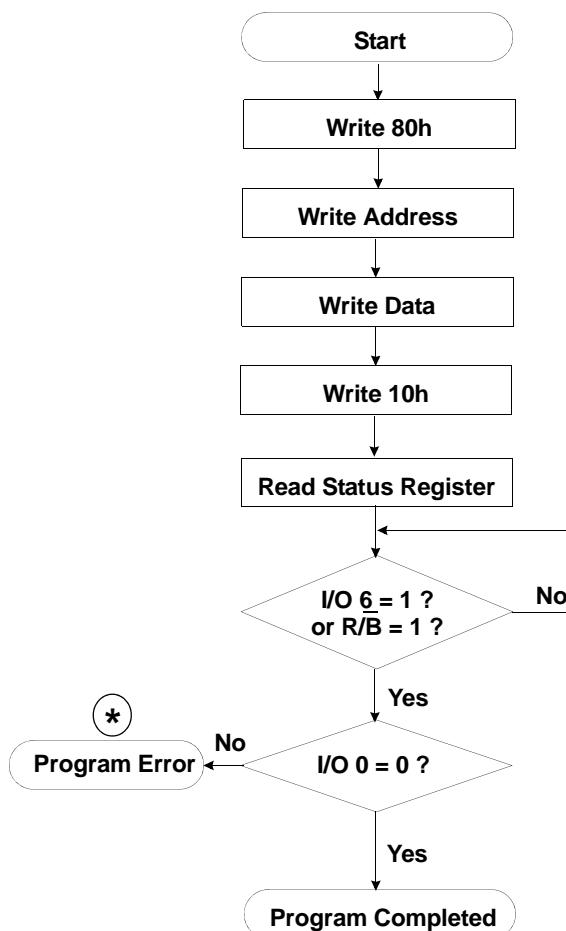 Start
Write 80h
Write Address
Write Data
Write 10h
Read Status Register
I/O 6 = 1 ?
or R/B̅ = 1 ?
No
Yes
*
No
Program Error
I/O 0 = 0 ?
Yes
Program Completed